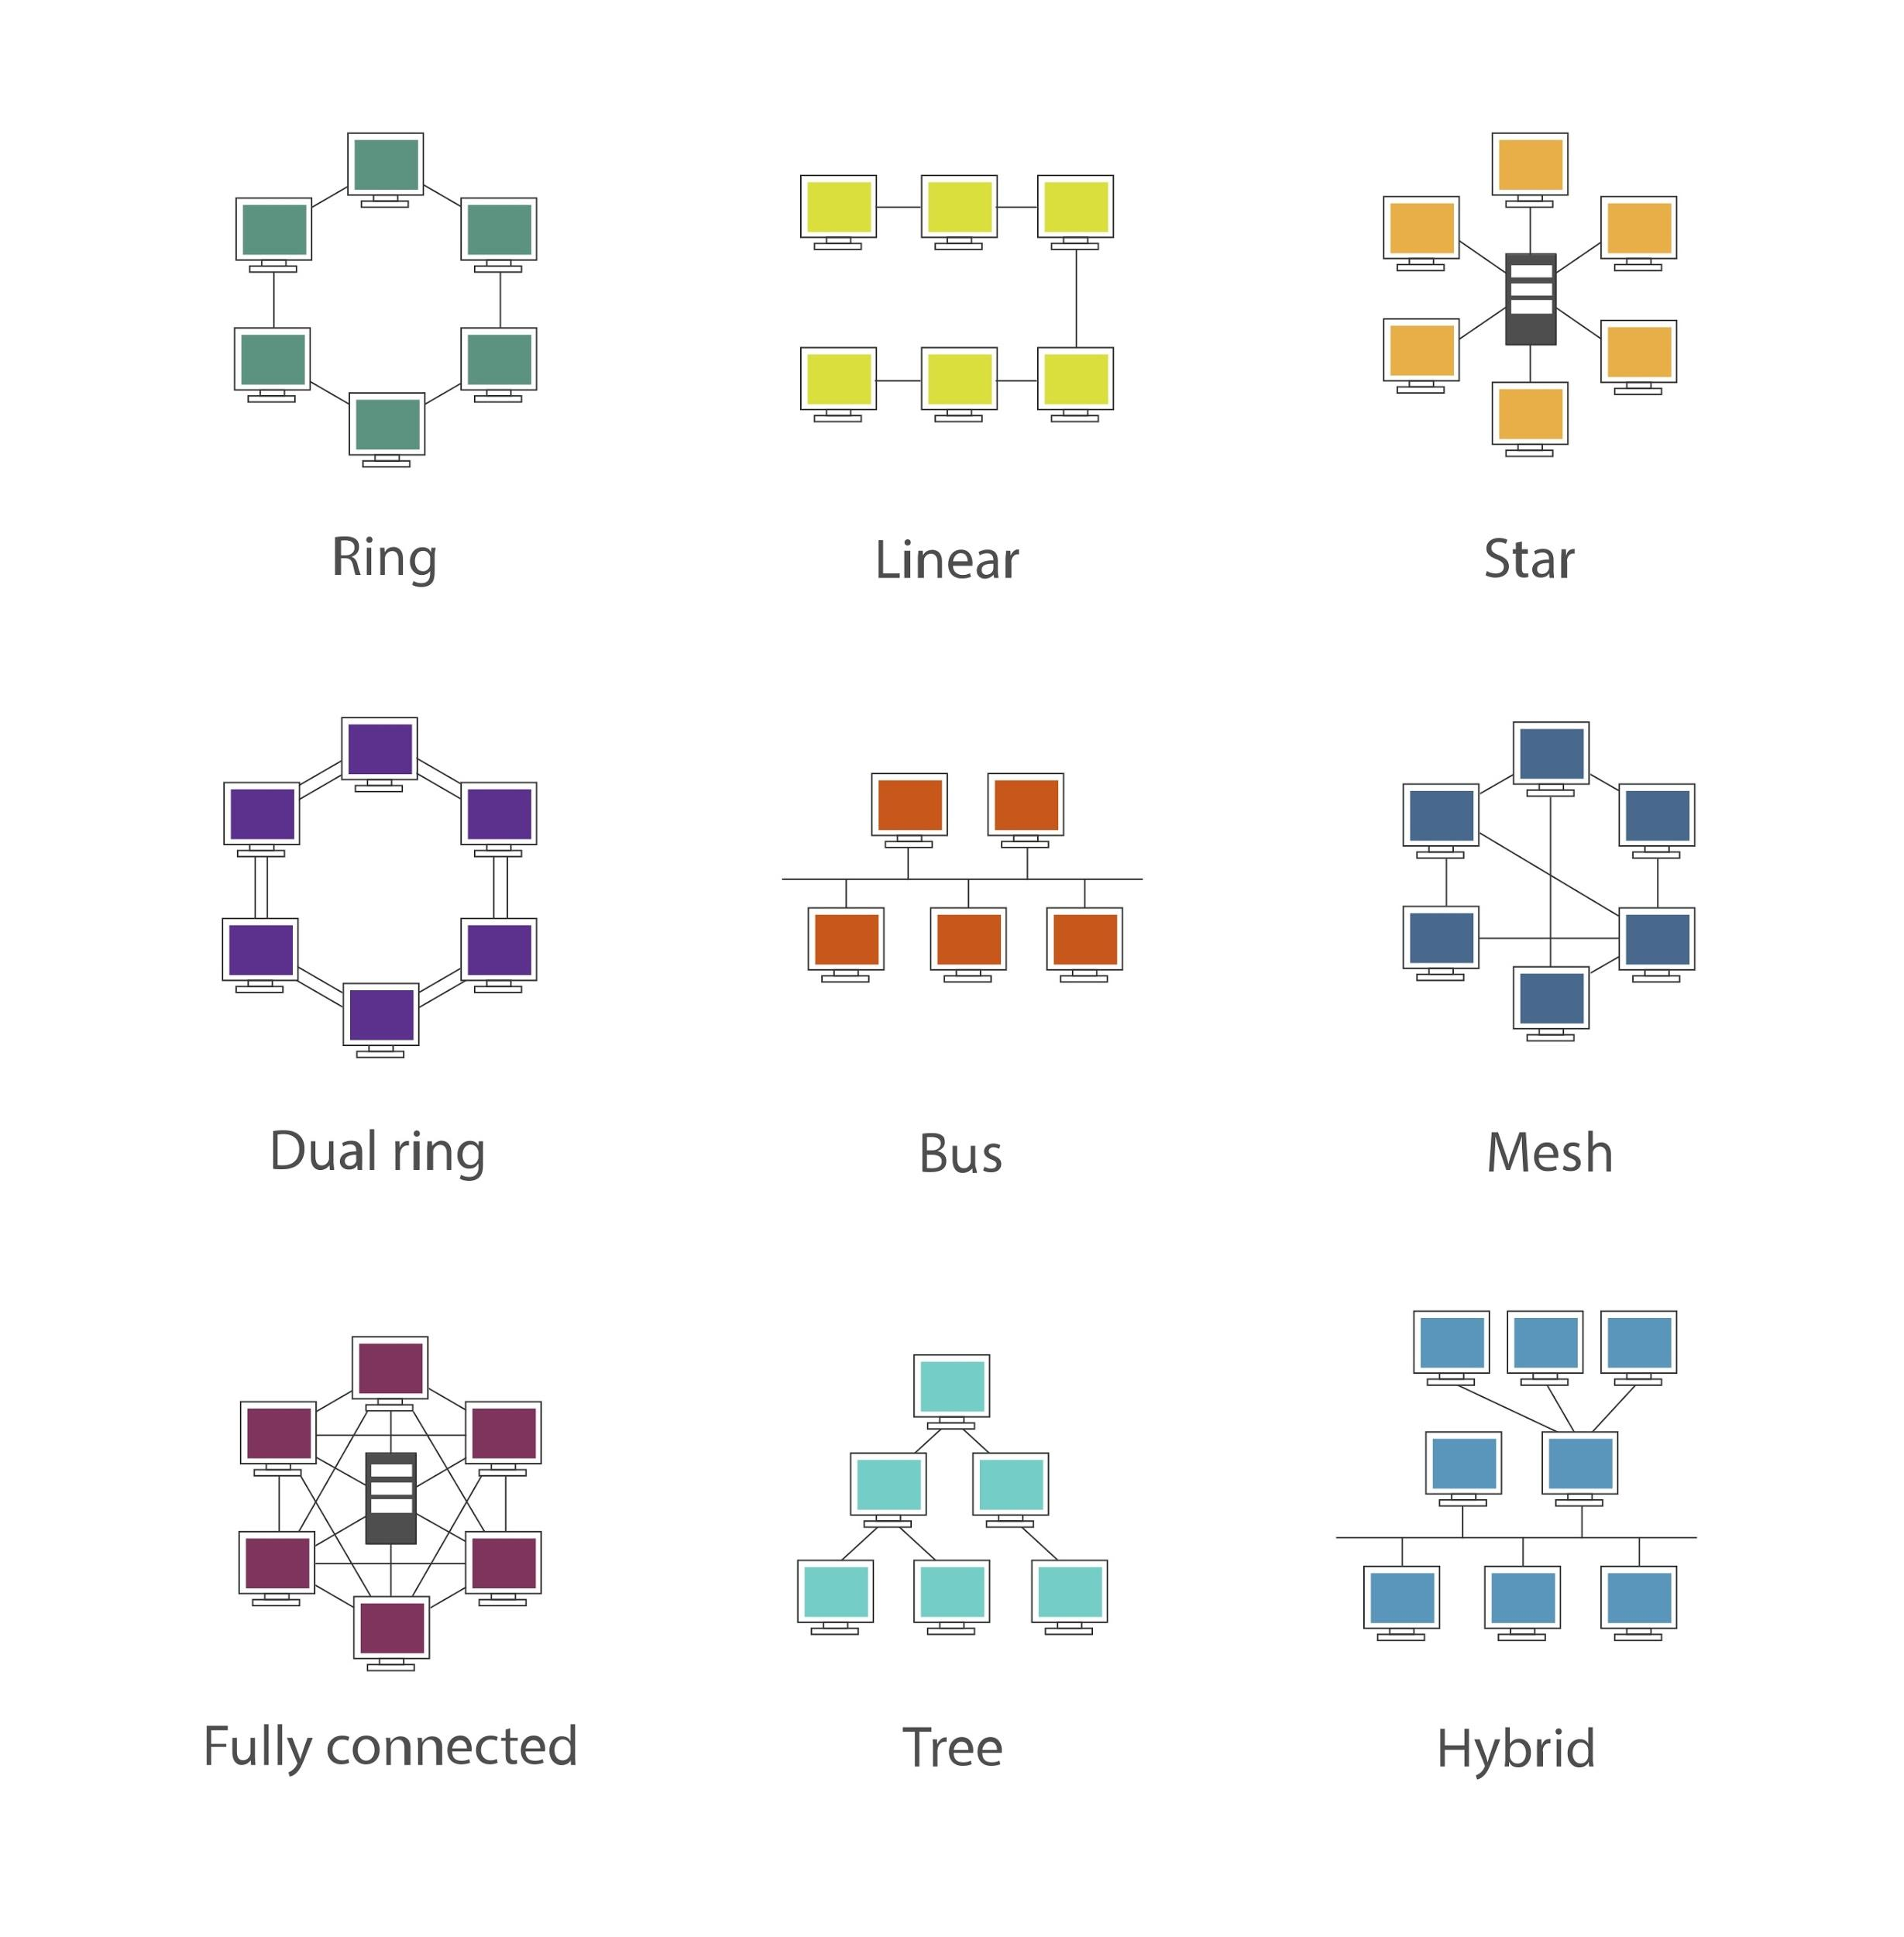 Ring
Linear
Star
Dual ring
Bus
Mesh
Fully connected
Tree
Hybrid